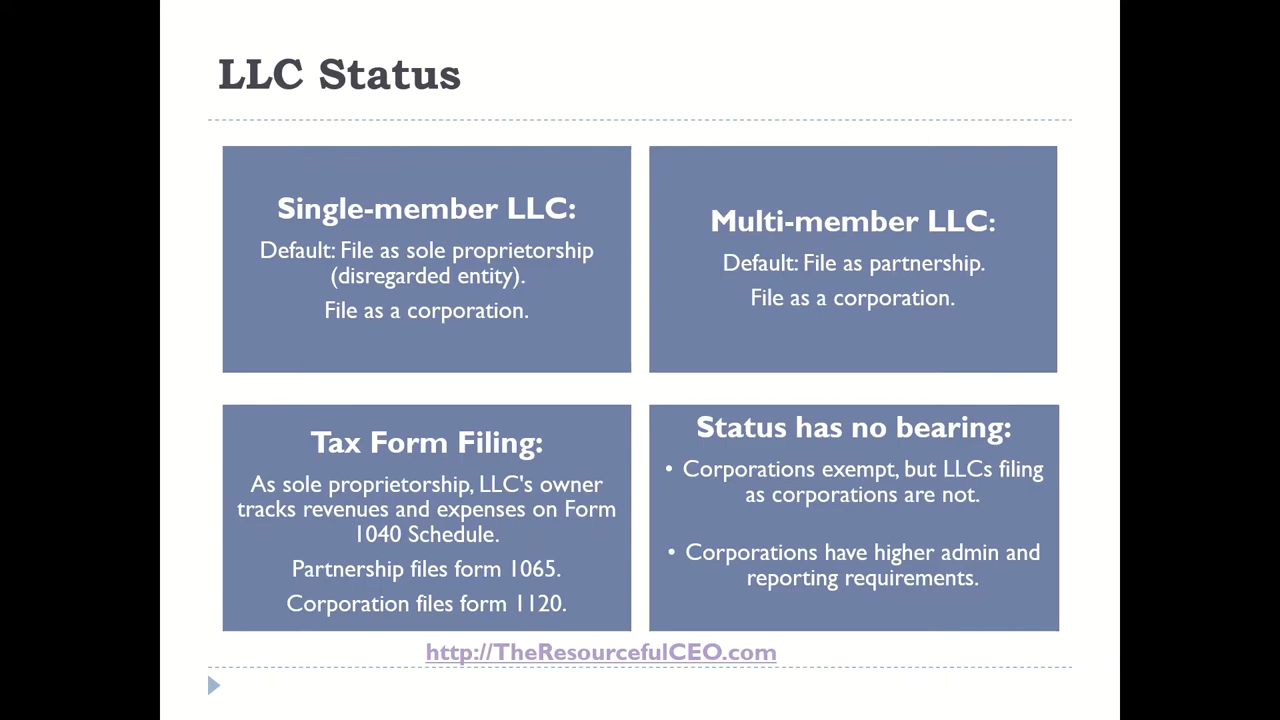 LLC Status
Single-member LLC:
Default: File as sole proprietorship
(disregarded entity).
File as a corporation.
Multi-member LLC:
Default: File as partnership.
File as a corporation.
Tax Form Filing:
As sole proprietorship, LLC's owner
tracks revenues and expenses on Form
1040 Schedule.
Partnership files form 1065.
Corporation files form 1120.
Status has no bearing:
• Corporations exempt, but LLCs filing
as corporations are not.
• Corporations have higher admin and
reporting requirements.
http://TheResourcefulCEO.com